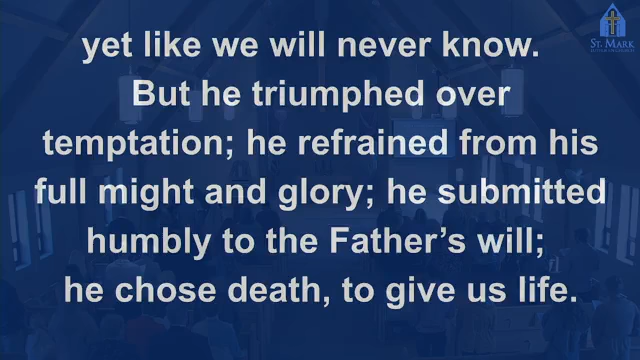 yet like we will never know.
But he triumphed over
temptation; he refrained from his
full might and glory; he submitted
humbly to the Father's will;
he chose death, to give us life.
St. Mark